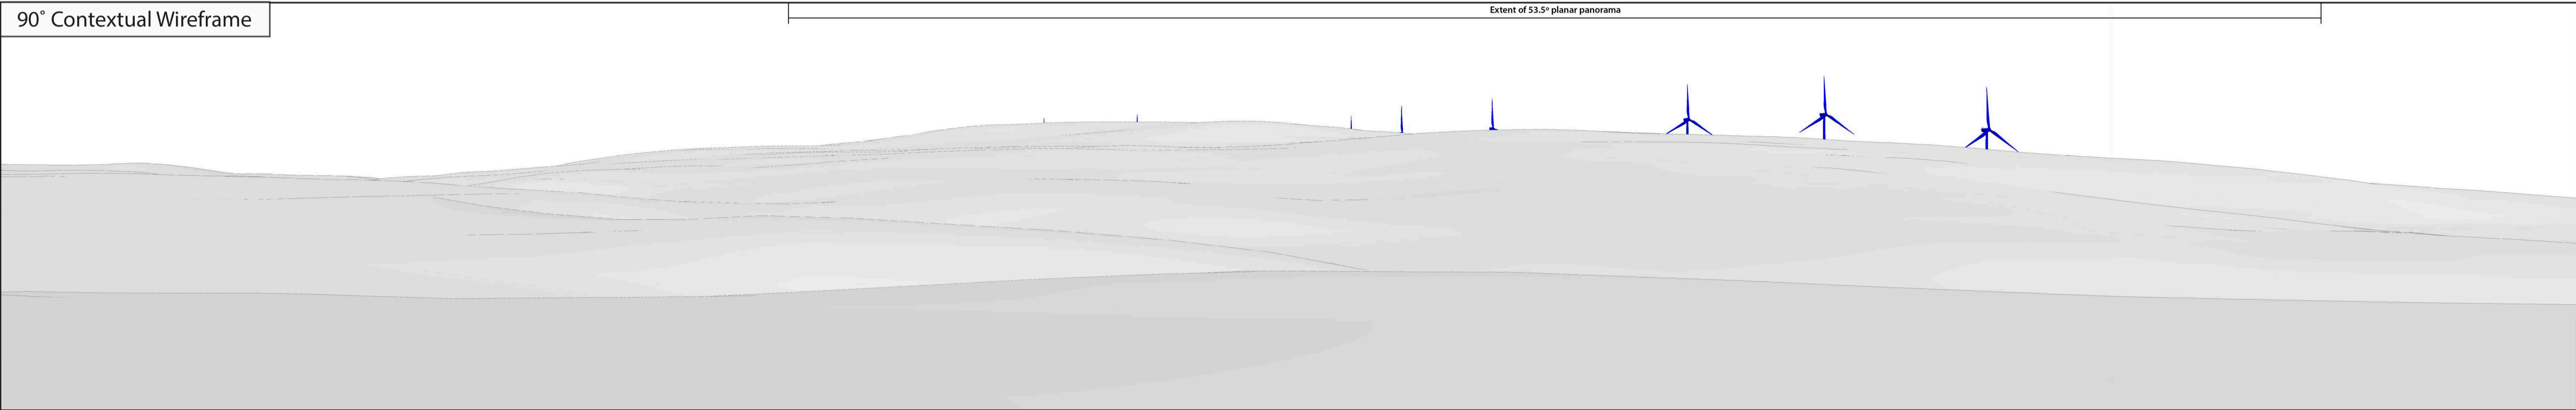 90° Contextual Wireframe
Extent of 53.5º planar panorama